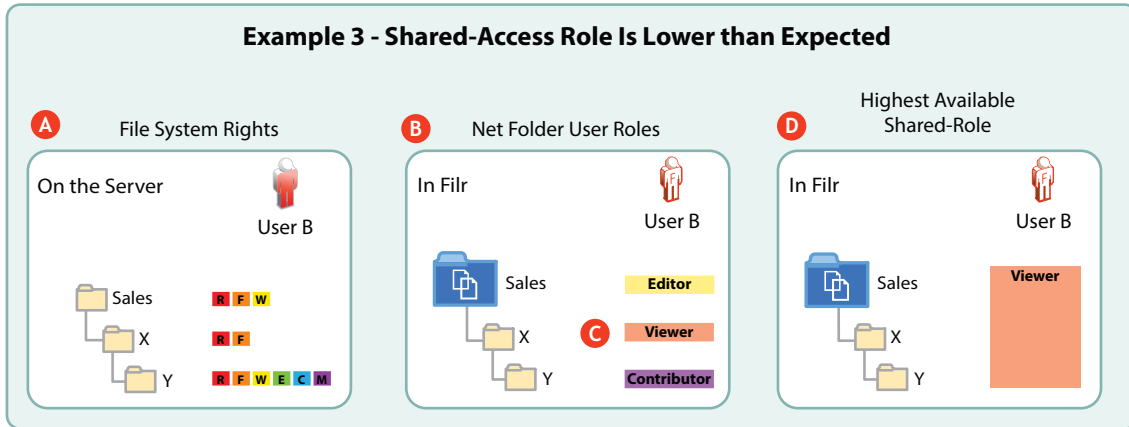 Example 3 - Shared-Access Role Is Lower than Expected
A
File System Rights
On the Server
User B
Sales
R F W
X
R F
Y
R F W E C M
B
Net Folder User Roles
In Filr
F
User B
Sales
Editor
X
C
Viewer
Y
Contributor
D
Highest Available
Shared-Role
In Filr
F
User B
Sales
Viewer
X
Y